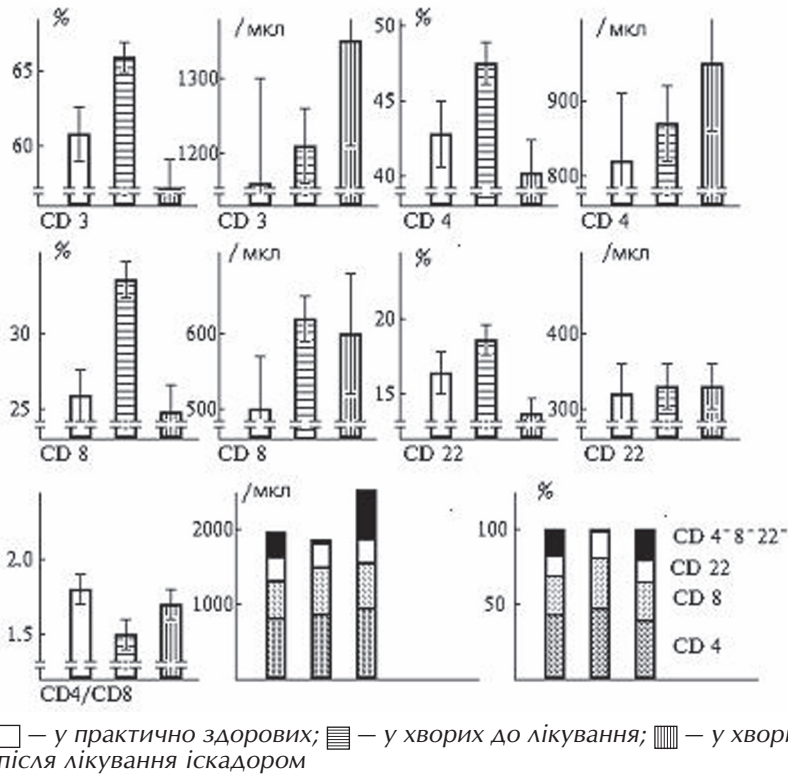 % /мкл % /мкл
65 1300 50 900
60 1200 45 800
40
CD 3 CD 3 CD 4 CD 4
% /мкл % /мкл
30 600 20 400
25 500 15 300
CD 8 CD 8 CD 22 CD 22
/мкл %
2.0 2000 100 CD 4⁻8⁻22⁻
CD 22
1.5 1000 50 CD 8
CD 4
CD4/CD8
— у практично здорових; — у хворих до лікування; — у хвори
після лікування іскадором